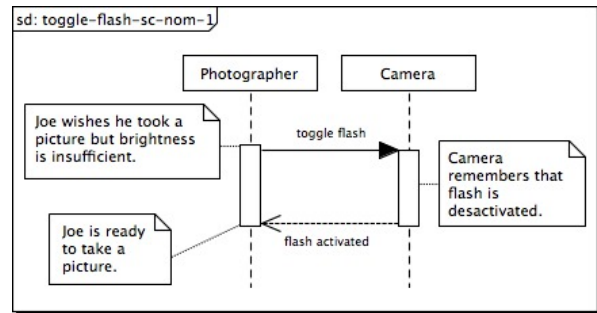 sd: toggle-flash-sc-nom-1
Photographer
Camera
Joe wishes he took a
picture but brightness
is insufficient.
toggle flash
Camera
remembers that
flash is
desactivated.
Joe is ready
to take a
picture.
flash activated